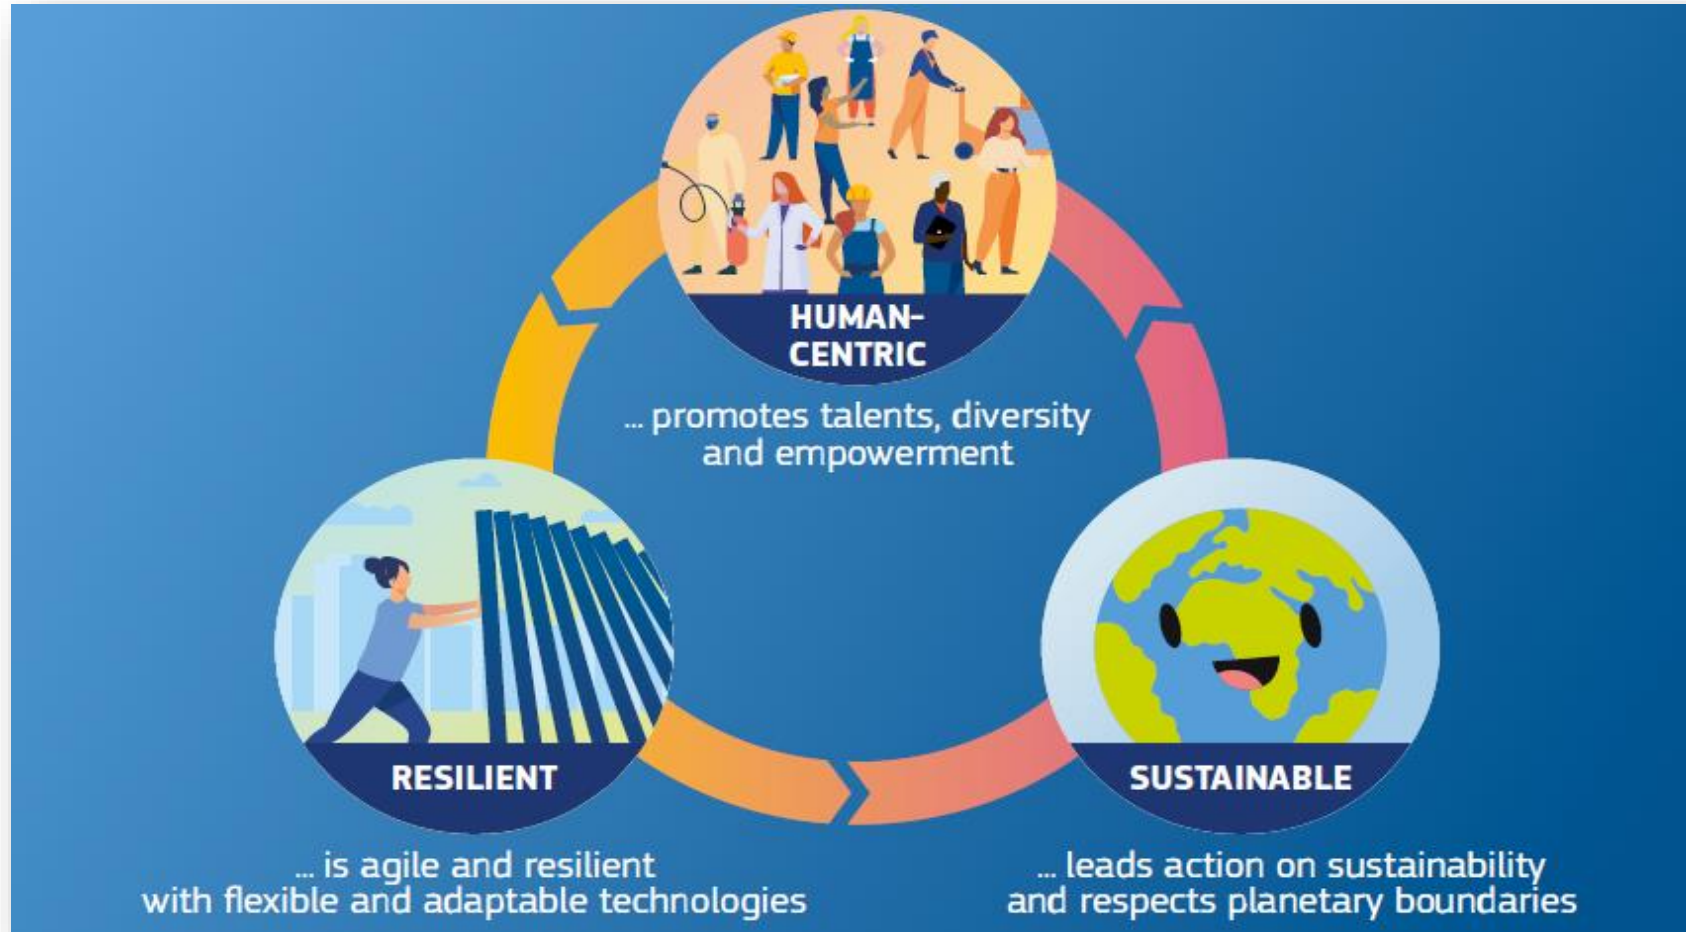 HUMAN-
CENTRIC
... promotes talents, diversity
and empowerment
RESILIENT
... is agile and resilient
with flexible and adaptable technologies
SUSTAINABLE
... leads action on sustainability
and respects planetary boundaries